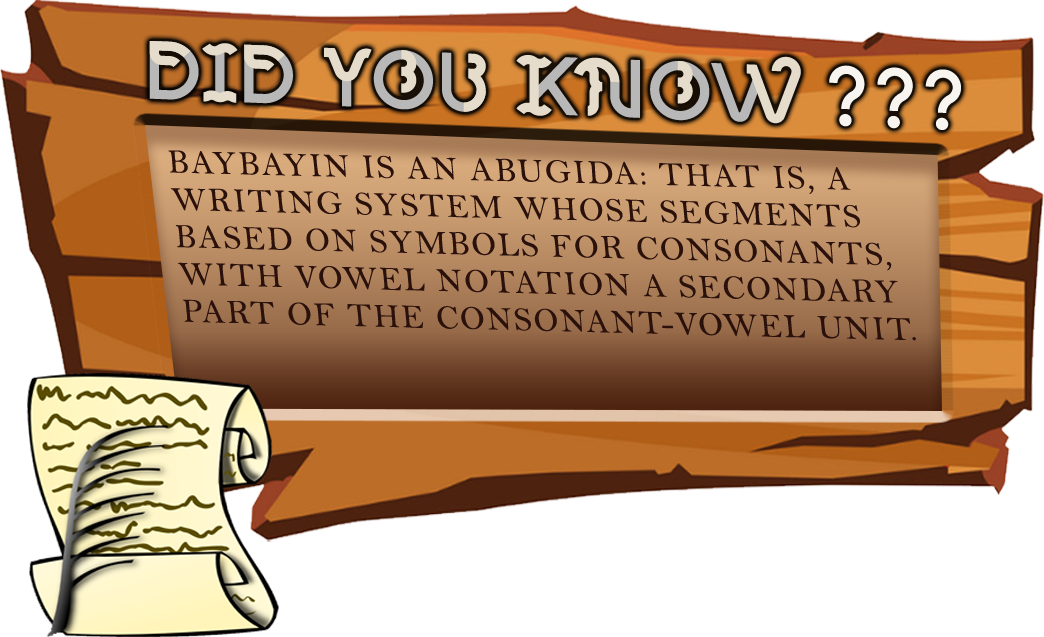 DID YOU KNOW ???
BAYBAYIN IS AN ABUGIDA: THAT IS, A
WRITING SYSTEM WHOSE SEGMENTS
BASED ON SYMBOLS FOR CONSONANTS,
WITH VOWEL NOTATION A SECONDARY
PART OF THE CONSONANT-VOWEL UNIT.